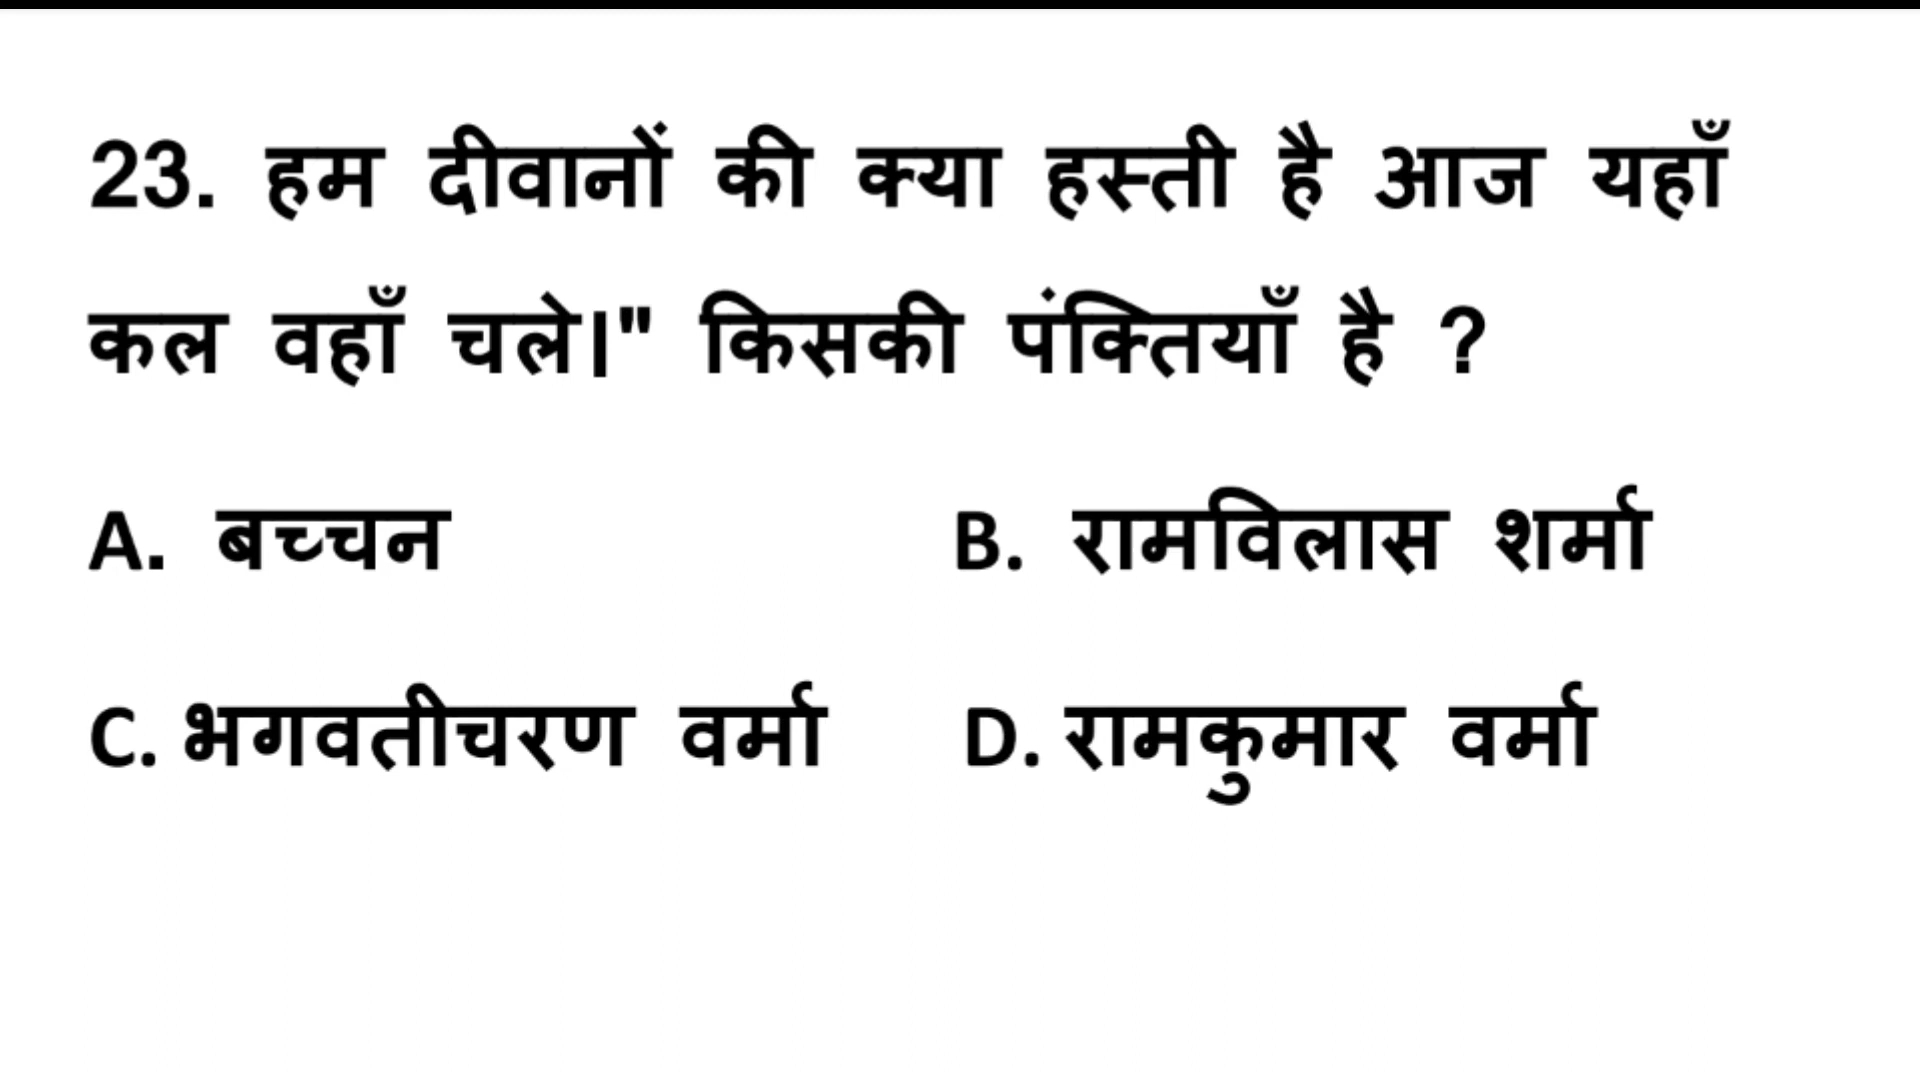 23. हम दीवानों की क्या हस्ती है आज यहाँ
कल वहाँ चले।" किसकी पंक्तियाँ है ?
A. बच्चन B. रामविलास शर्मा
C. भगवतीचरण वर्मा D. रामकुमार वर्मा